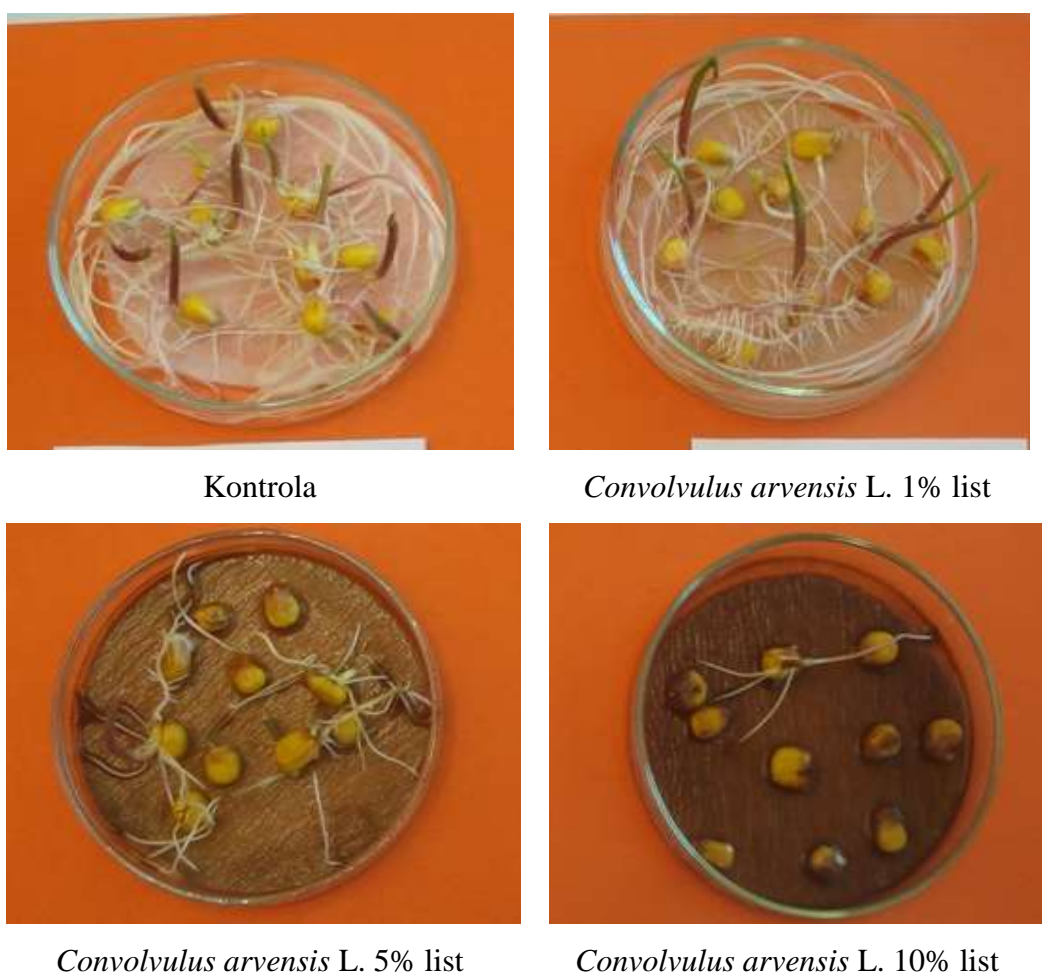 Kontrola
Convolvulus arvensis L. 1% list
Convolvulus arvensis L. 5% list
Convolvulus arvensis L. 10% list